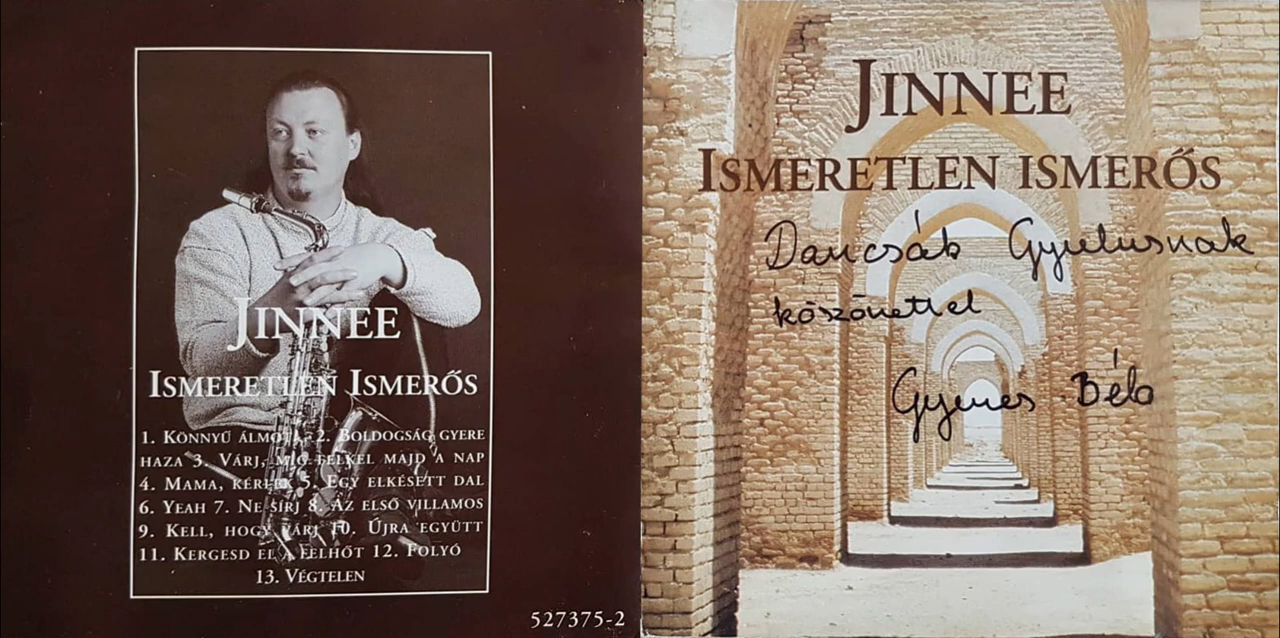 JINNEE
ISMERETLEN ISMERŐS
1. KÖNNYŰ ÁLMOT! 2. BOLDOGSÁG GYERE
HAZA 3. VÁRJ, MÍG FELKEL MAJD A NAP
4. MAMA, KÉRLEK 5. EGY ELKÉSETT DAL
6. YEAH 7. NE SÍRJ 8. AZ ELSŐ VILLAMOS
9. KELL, HOGY VÁRJ 10. ÚJRA EGYÜTT
11. KERGESD EL A FELHŐT 12. FOLYÓ
13. VÉGTELEN
527375-2
JINNEE
ISMERETLEN ISMERŐS
Dancsák Gyulusnak
köszönettel
Gyenes Béla